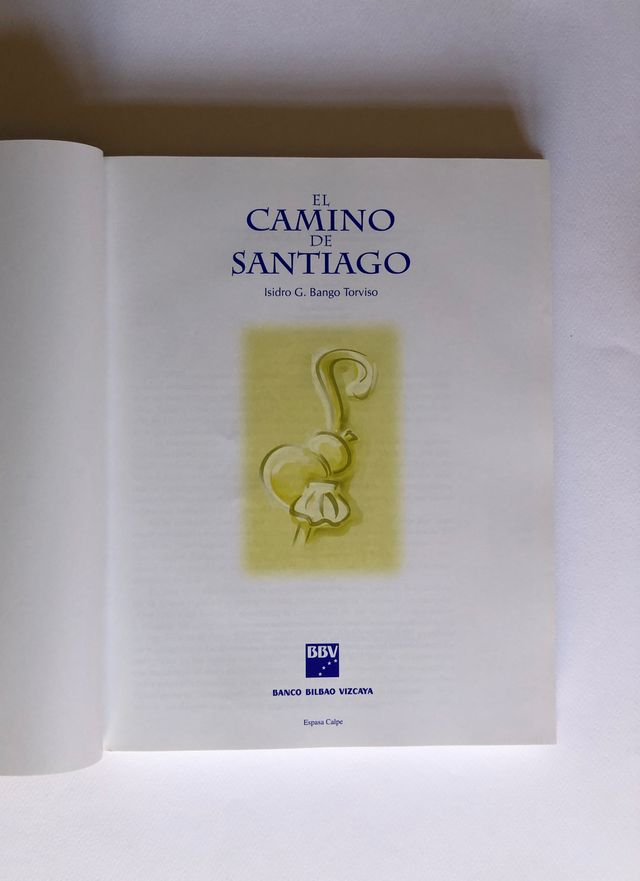 EL
CAMINO
DE
SANTIAGO
Isidro G. Bango Torviso
BBV
BANCO BILBAO VIZCAYA
Espasa Calpe